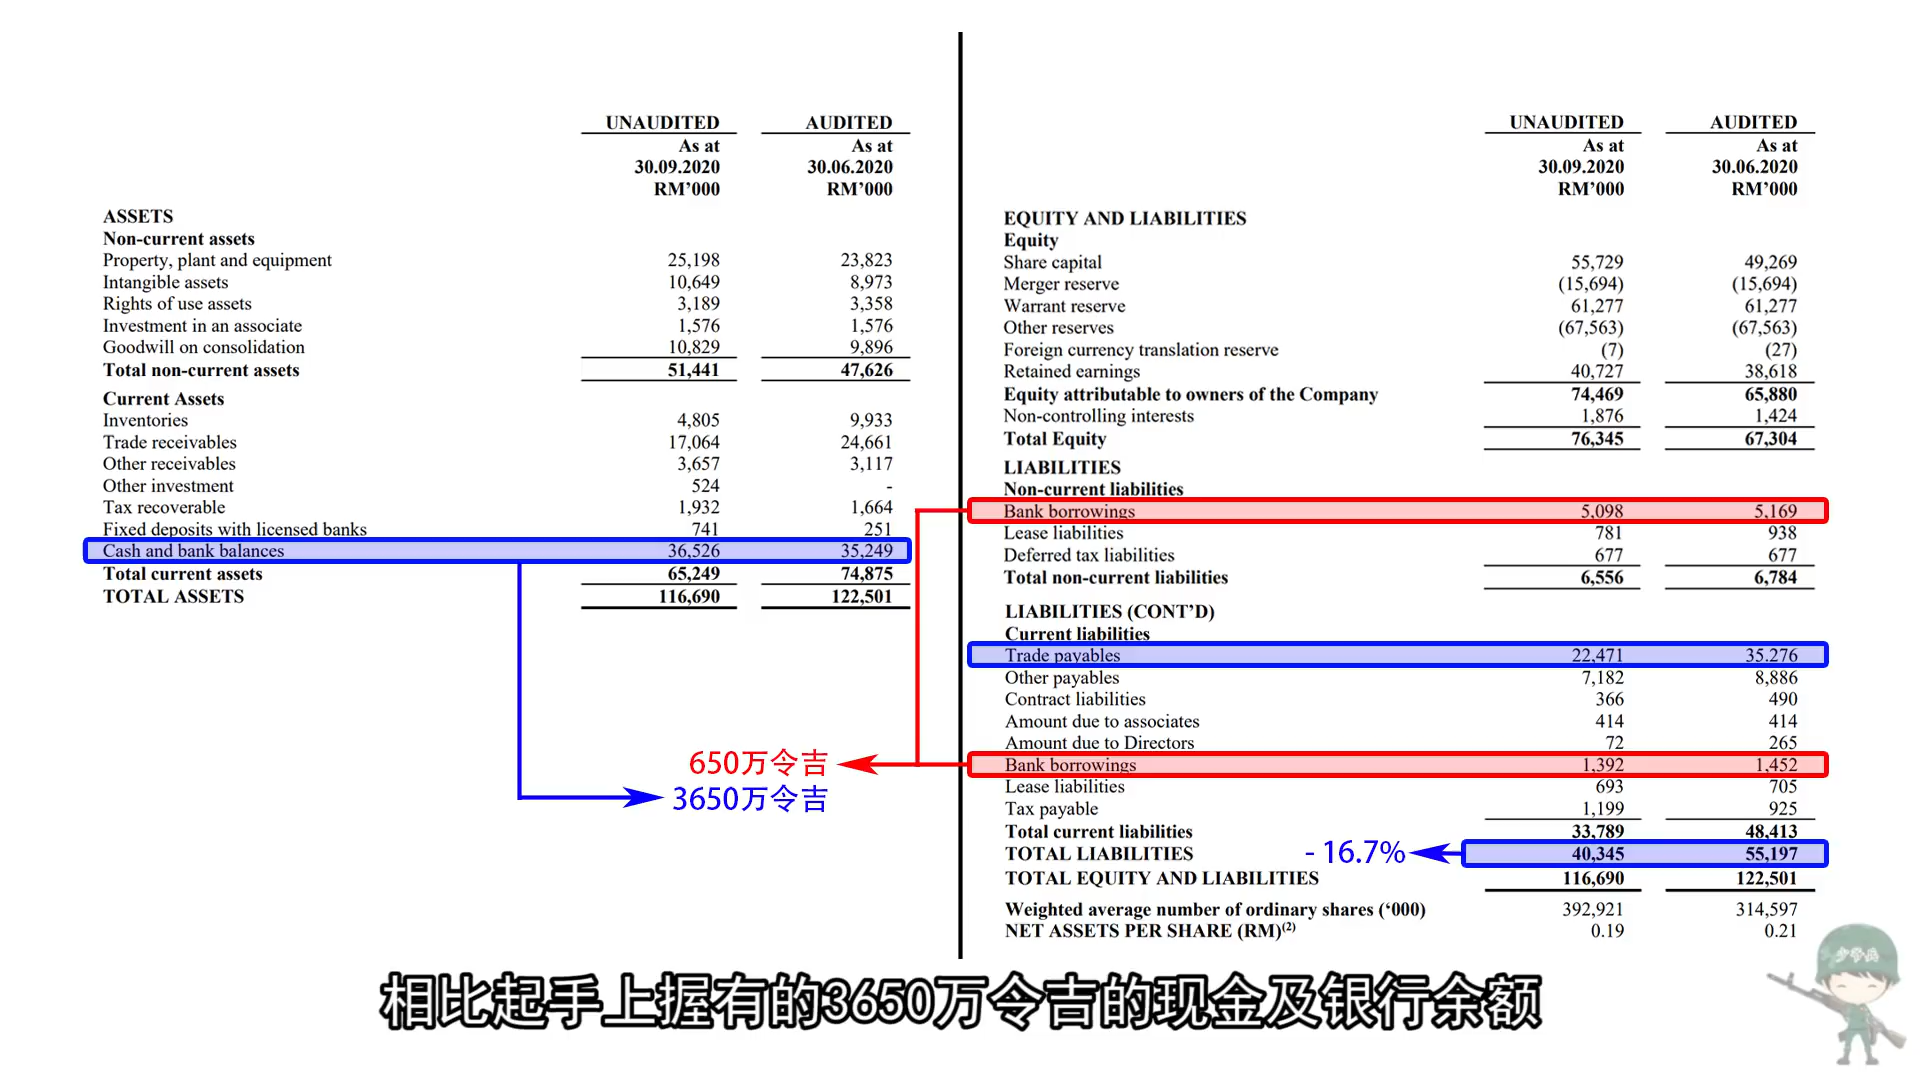 UNAUDITED AUDITED
As at As at
30.09.2020 30.06.2020
RM’000 RM’000
ASSETS
Non-current assets
Property, plant and equipment 25,198 23,823
Intangible assets 10,649 8,973
Rights of use assets 3,189 3,358
Investment in an associate 1,576 1,576
Goodwill on consolidation 10,829 9,896
Total non-current assets 51,441 47,626
Current Assets
Inventories 4,805 9,933
Trade receivables 17,064 24,661
Other receivables 3,657 3,117
Other investment 524 -
Tax recoverable 1,932 1,664
Fixed deposits with licensed banks 741 251
Cash and bank balances 36,526 35,249
Total current assets 65,249 74,875
TOTAL ASSETS 116,690 122,501
650万令吉
3650万令吉
UNAUDITED AUDITED
As at As at
30.09.2020 30.06.2020
RM’000 RM’000
EQUITY AND LIABILITIES
Equity
Share capital 55,729 49,269
Merger reserve (15,694) (15,694)
Warrant reserve 61,277 61,277
Other reserves (67,563) (67,563)
Foreign currency translation reserve (7) (27)
Retained earnings 40,727 38,618
Equity attributable to owners of the Company 74,469 65,880
Non-controlling interests 1,876 1,424
Total Equity 76,345 67,304
LIABILITIES
Non-current liabilities
Bank borrowings 5,098 5,169
Lease liabilities 781 938
Deferred tax liabilities 677 677
Total non-current liabilities 6,556 6,784
LIABILITIES (CONT’D)
Current liabilities
Trade payables 22,471 35.276
Other payables 7,182 8,886
Contract liabilities 366 490
Amount due to associates 414 414
Amount due to Directors 72 265
Bank borrowings 1,392 1,452
Lease liabilities 693 705
Tax payable 1,199 925
Total current liabilities 33,789 48,413
TOTAL LIABILITIES - 16.7% 40,345 55,197
TOTAL EQUITY AND LIABILITIES 116,690 122,501
Weighted average number of ordinary shares (‘000) 392,921 314,597
NET ASSETS PER SHARE (RM)(2) 0.19 0.21
相比起手上握有的3650万令吉的现金及银行余额